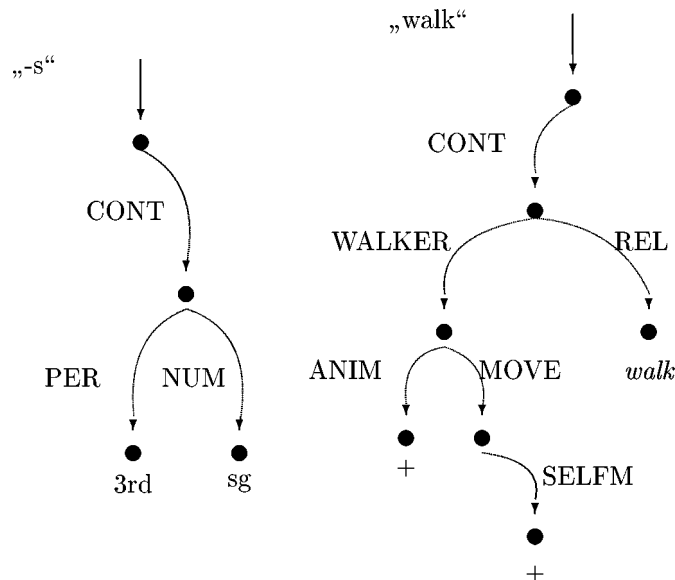 „walk“
„-s“
CONT
CONT
WALKER REL
PER NUM ANIM MOVE walk
3rd sg +
SELFM
+